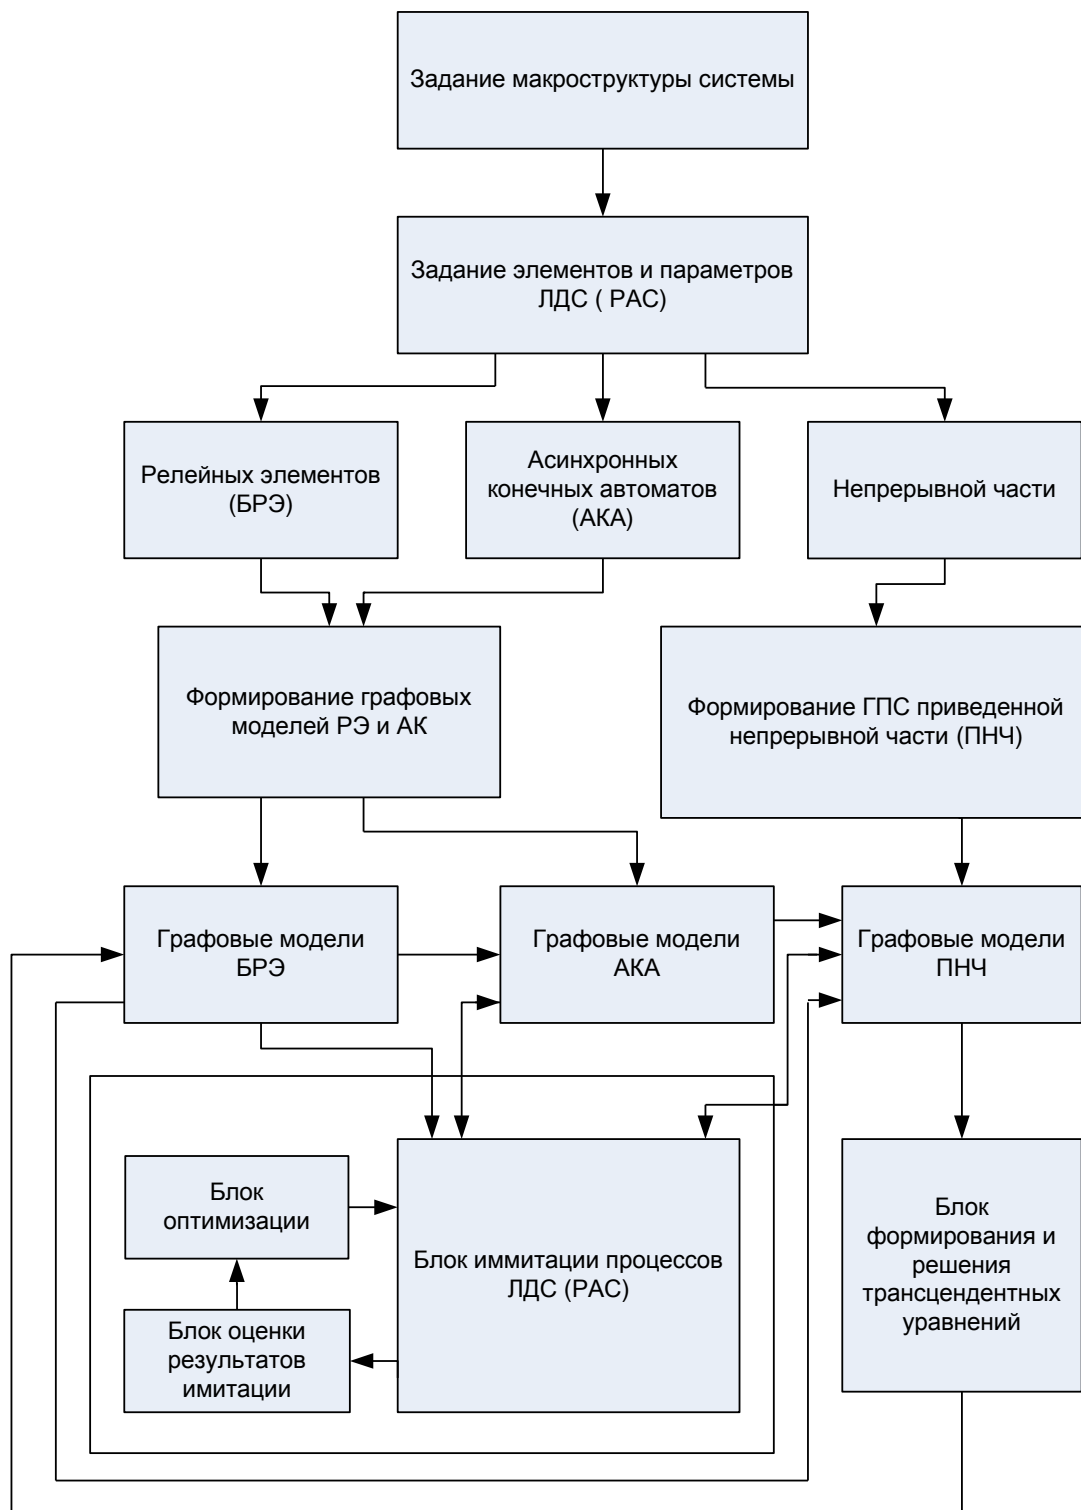 Задание макроструктуры системы
Задание элементов и параметров
ЛДС ( РАС)
Релейных элементов
(БРЭ)
Асинхронных
конечных автоматов
(АКА)
Непрерывной части
Формирование графовых
моделей РЭ и АК
Формирование ГПС приведенной
непрерывной части (ПНЧ)
Графовые модели
БРЭ
Графовые модели
АКА
Графовые модели
ПНЧ
Блок
оптимизации
Блок иммитации процессов
ЛДС (РАС)
Блок
формирования и
решения
трансцендентных
уравнений
Блок оценки
результатов
имитации